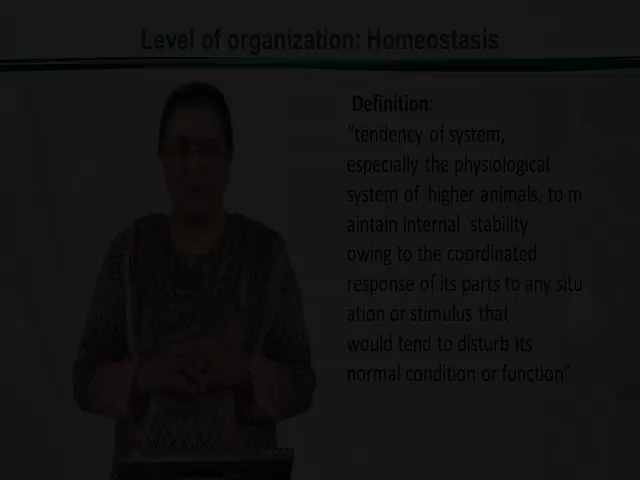 Level of organization: Homeostasis
Definition:
“tendency of system,
especially the physiological
system of higher animals, to m
aintain internal stability
owing to the coordinated
response of its parts to any situ
ation or stimulus that
would tend to disturb its
normal condition or function”